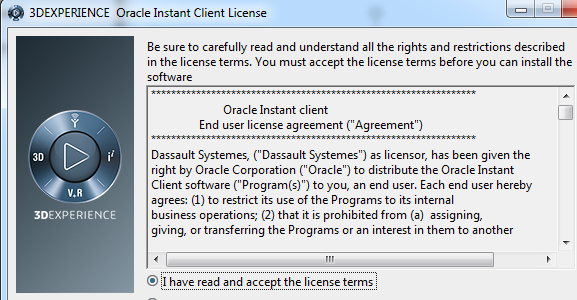 3DEXPERIENCE Oracle Instant Client License
Be sure to carefully read and understand all the rights and restrictions described
in the license terms. You must accept the license terms before you can install the
software
*****************************************************************
Oracle Instant client
End user license agreement ("Agreement")
*****************************************************************
Dassault Systemes, ("Dassault Systemes") as licensor, has been given the
right by Oracle Corporation ("Oracle") to distribute the Oracle Instant
Client software ("Program(s)") to you, an end user. Each end user hereby
agrees: (1) to restrict its use of the Programs to its internal
business operations; (2) that it is prohibited from (a) assigning,
giving, or transferring the Programs or an interest in them to another
3D
i²
V,R
3DEXPERIENCE
I have read and accept the license terms